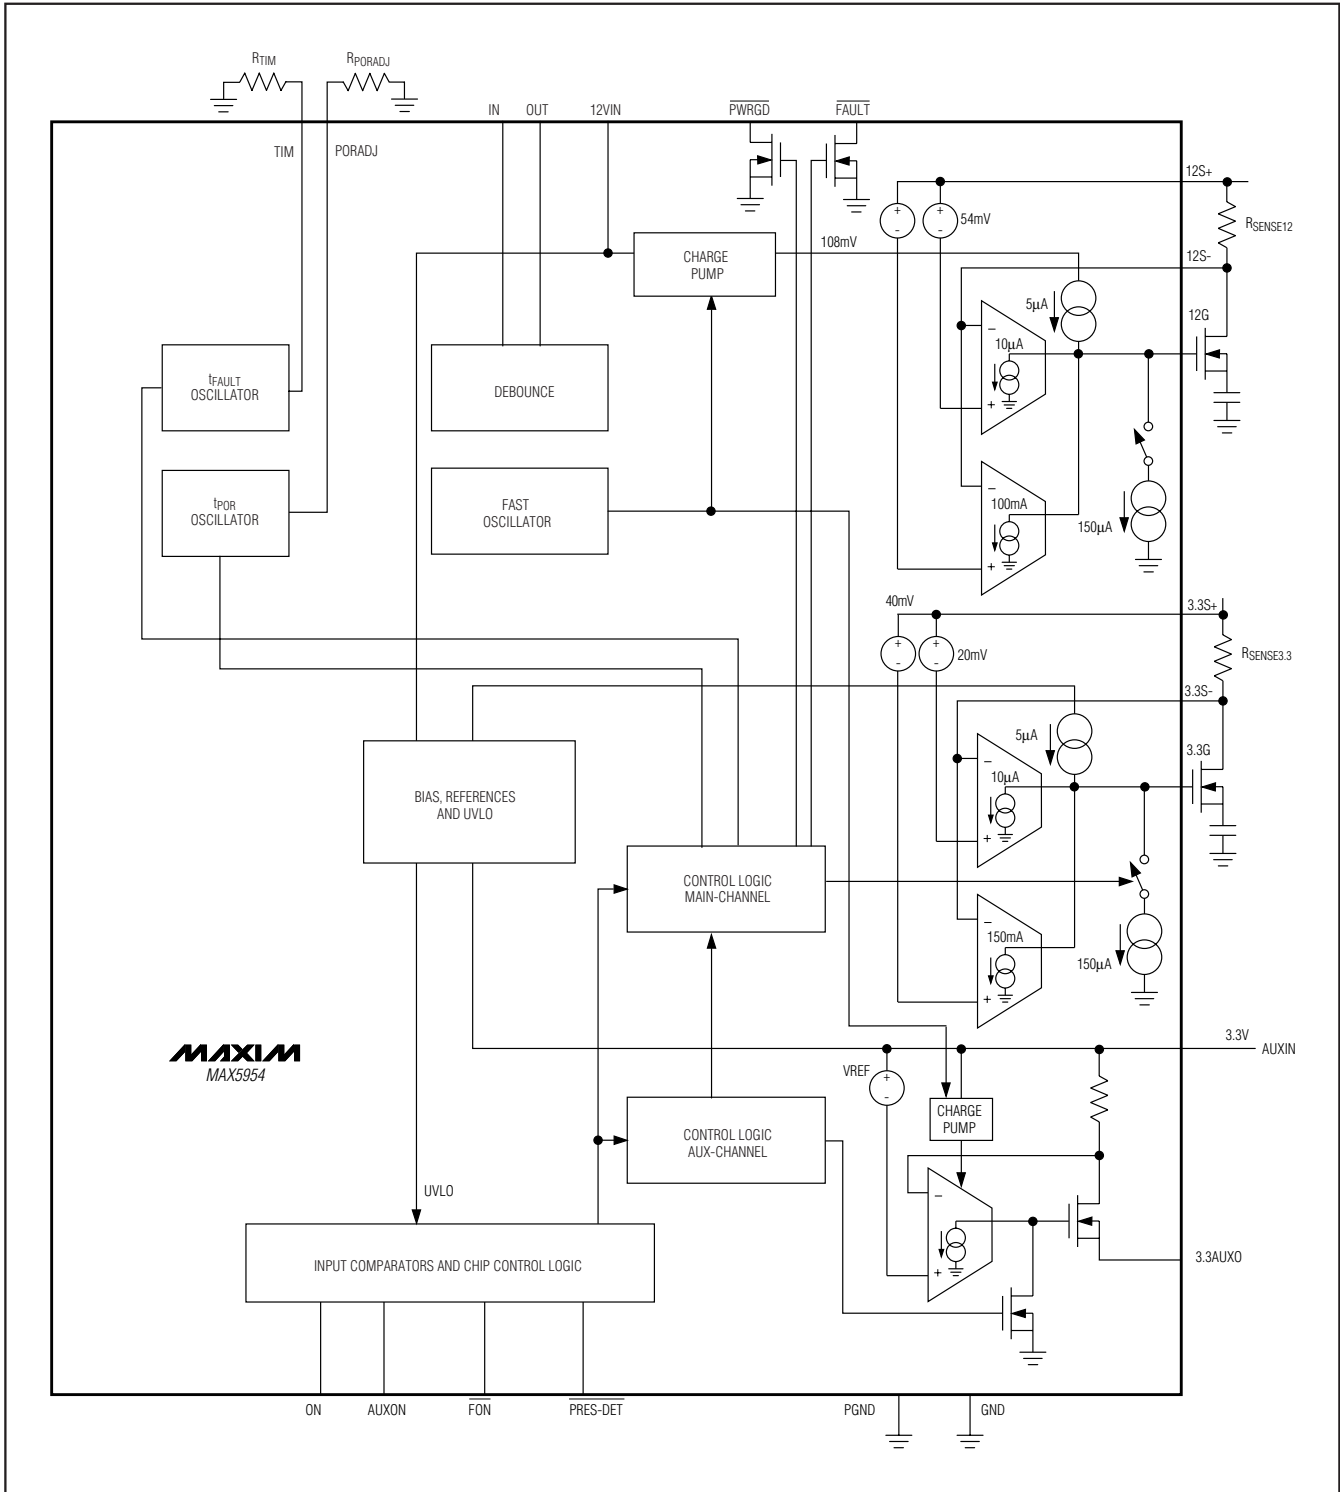 RTIM
RPORADJ
IN
OUT
12VIN
PWRGD
FAULT
TIM
PORADJ
12S+
+
-
+
-
54mV
RSENSE12
CHARGE
PUMP
108mV
12S-
5µA
12G
−
10µA
+
tFAULT
OSCILLATOR
DEBOUNCE
tPOR
OSCILLATOR
FAST
OSCILLATOR
−
100mA
+
150µA
40mV
3.3S+
+
-
+
-
20mV
RSENSE3.3
3.3S-
5µA
3.3G
−
10µA
+
BIAS, REFERENCES
AND UVLO
CONTROL LOGIC
MAIN-CHANNEL
−
150mA
+
150µA
MAXIM
MAX5954
3.3V
AUXIN
VREF
+
-
CHARGE
PUMP
CONTROL LOGIC
AUX-CHANNEL
−
+
UVLO
3.3AUXO
INPUT COMPARATORS AND CHIP CONTROL LOGIC
ON
AUXON
FON
PRES-DET
PGND
GND